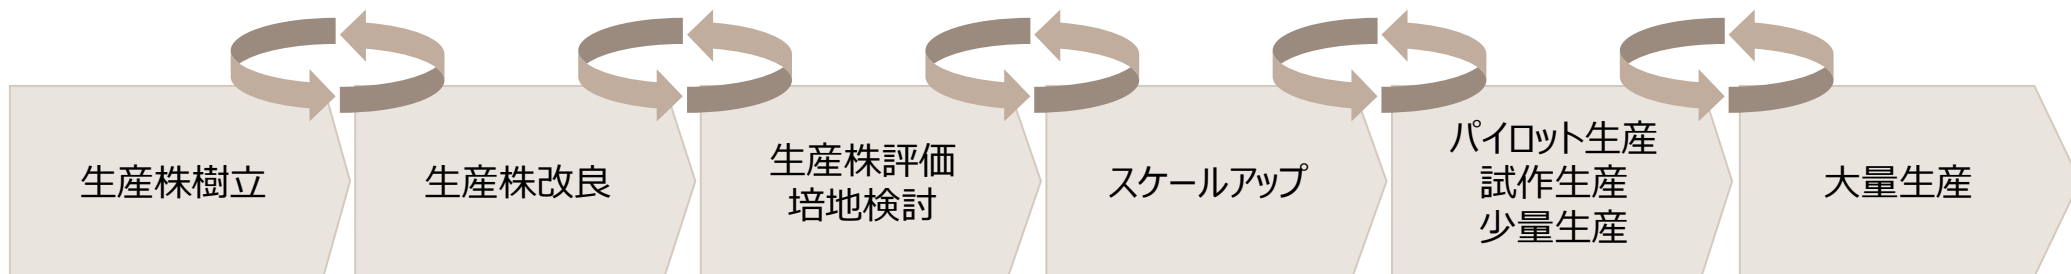 生産株樹立
生産株改良
生産株評価
培地検討
スケールアップ
パイロット生産
試作生産
少量生産
大量生産